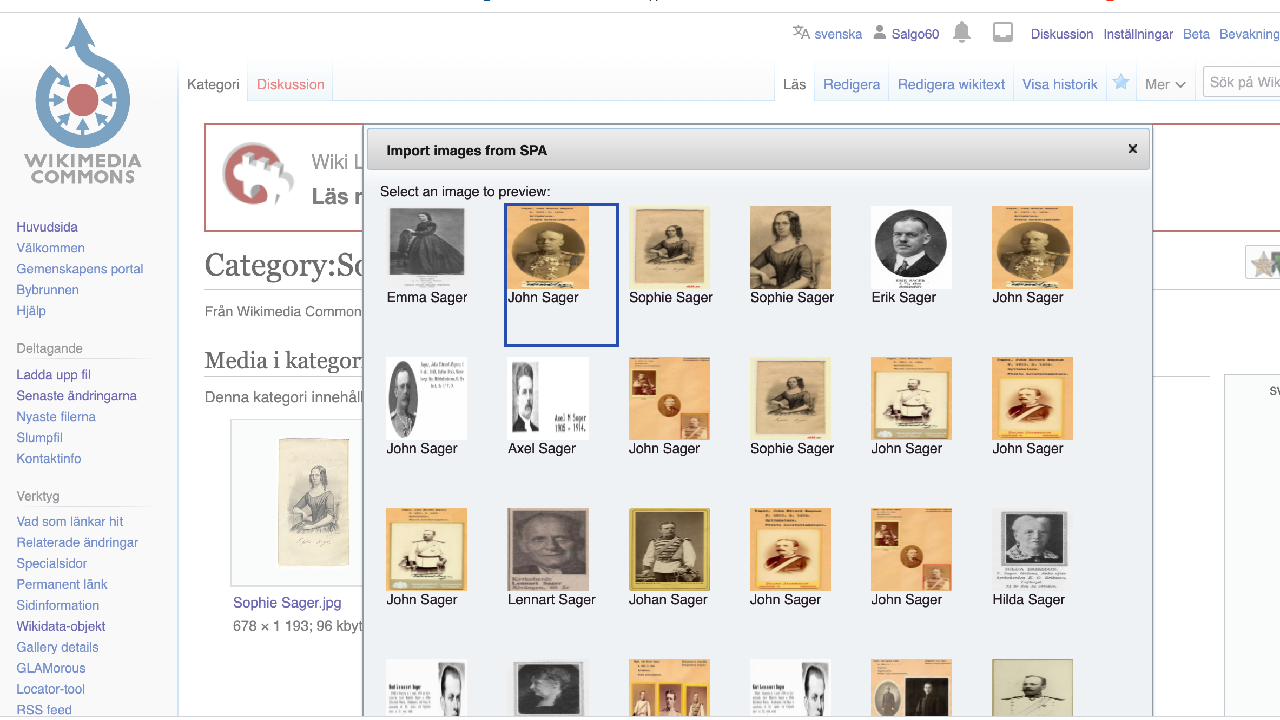 svenska Salgo60 Diskussion Inställningar Beta Bevakning
Kategori Diskussion Läs Redigera Redigera wikitext Visa historik Mer Sök på Wik
WIKIMEDIA
COMMONS
Huvudsida
Välkommen
Gemenskapens portal
Bybrunnen
Hjälp
Deltagande
Ladda upp fil
Senaste ändringarna
Nyaste filerna
Slumpfil
Kontaktinfo
Verktyg
Vad som länkar hit
Relaterade ändringar
Specialsidor
Permanent länk
Sidinformation
Wikidata-objekt
Gallery details
GLAMorous
Locator-tool
Wiki L
Läs r
Category:So
Från Wikimedia Common
Media i kategor
Denna kategori innehåll
Sophie Sager.jpg
678 × 1 193; 96 kbyt
Import images from SPA
Select an image to preview:
Emma Sager John Sager Sophie Sager Sophie Sager Erik Sager John Sager
Axel M Sager
1905 - 1914.
John Sager Axel Sager John Sager Sophie Sager John Sager John Sager
HILDA ERIKSON.
John Sager Lennart Sager Johan Sager John Sager John Sager Hilda Sager
sv